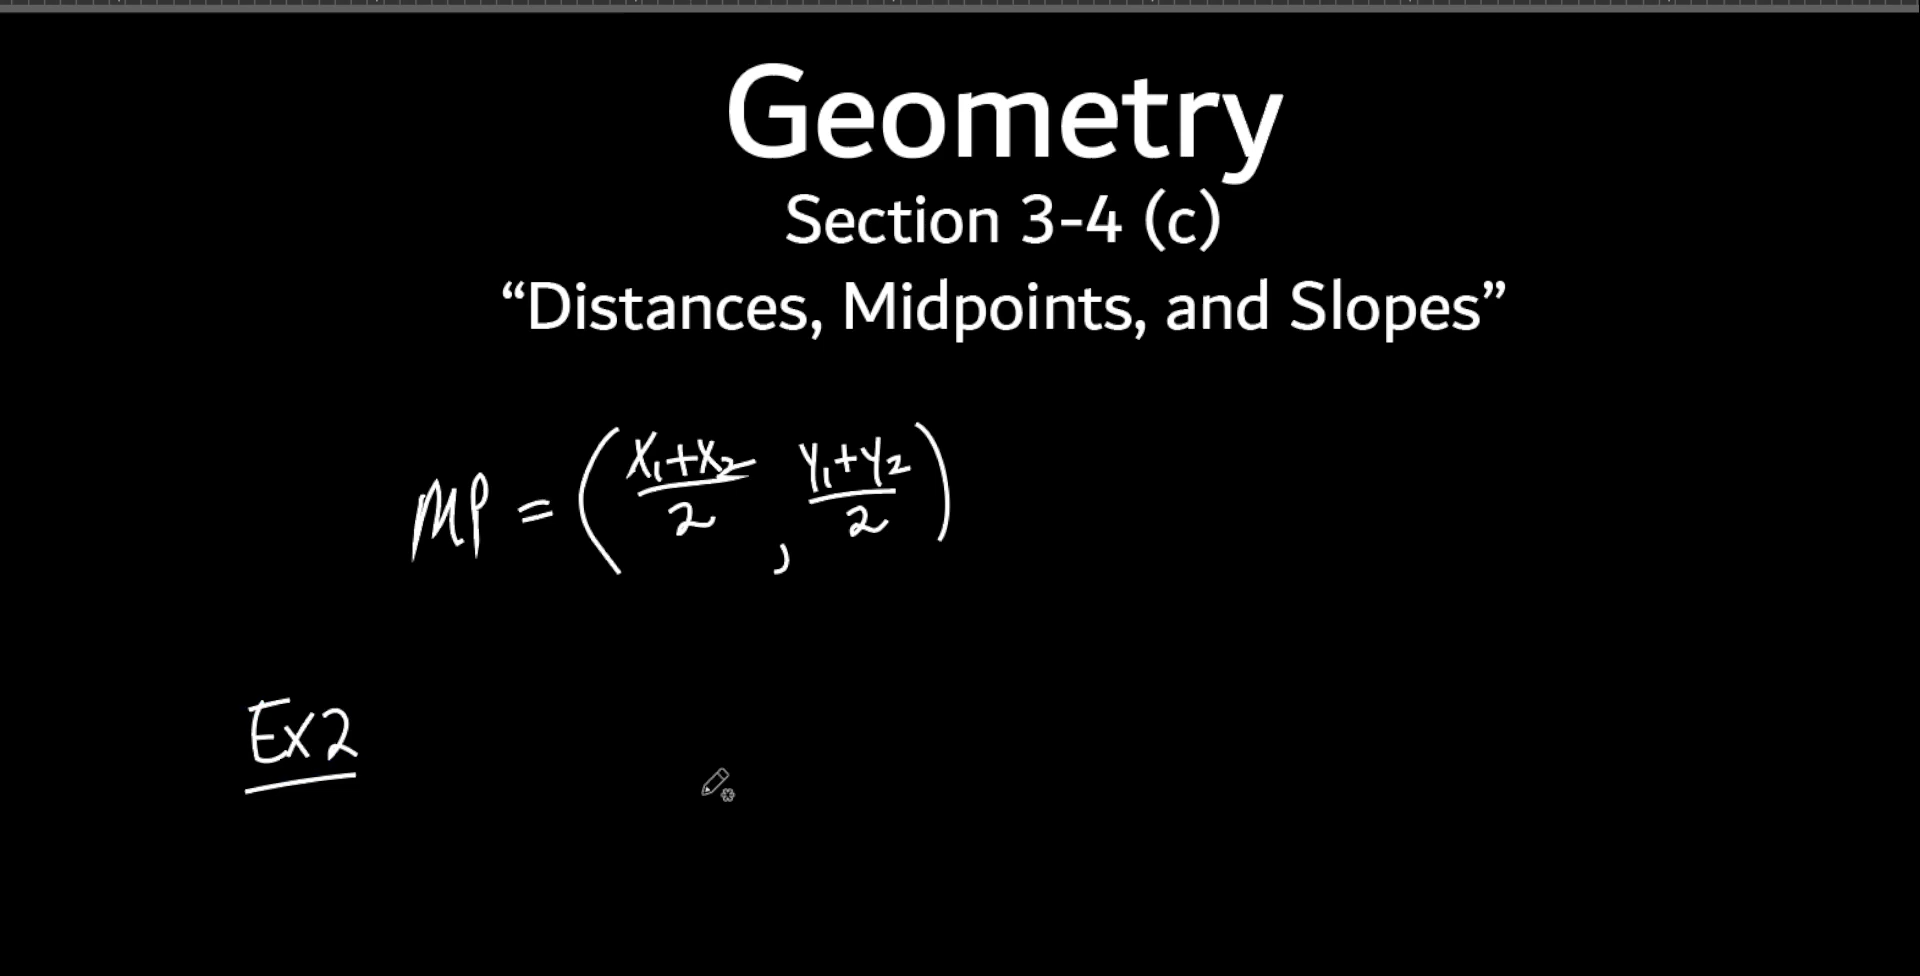 Geometry
Section 3-4 (c)
“Distances, Midpoints, and Slopes”
MP = (X₁+X₂/2, Y₁+Y₂/2)
Ex2